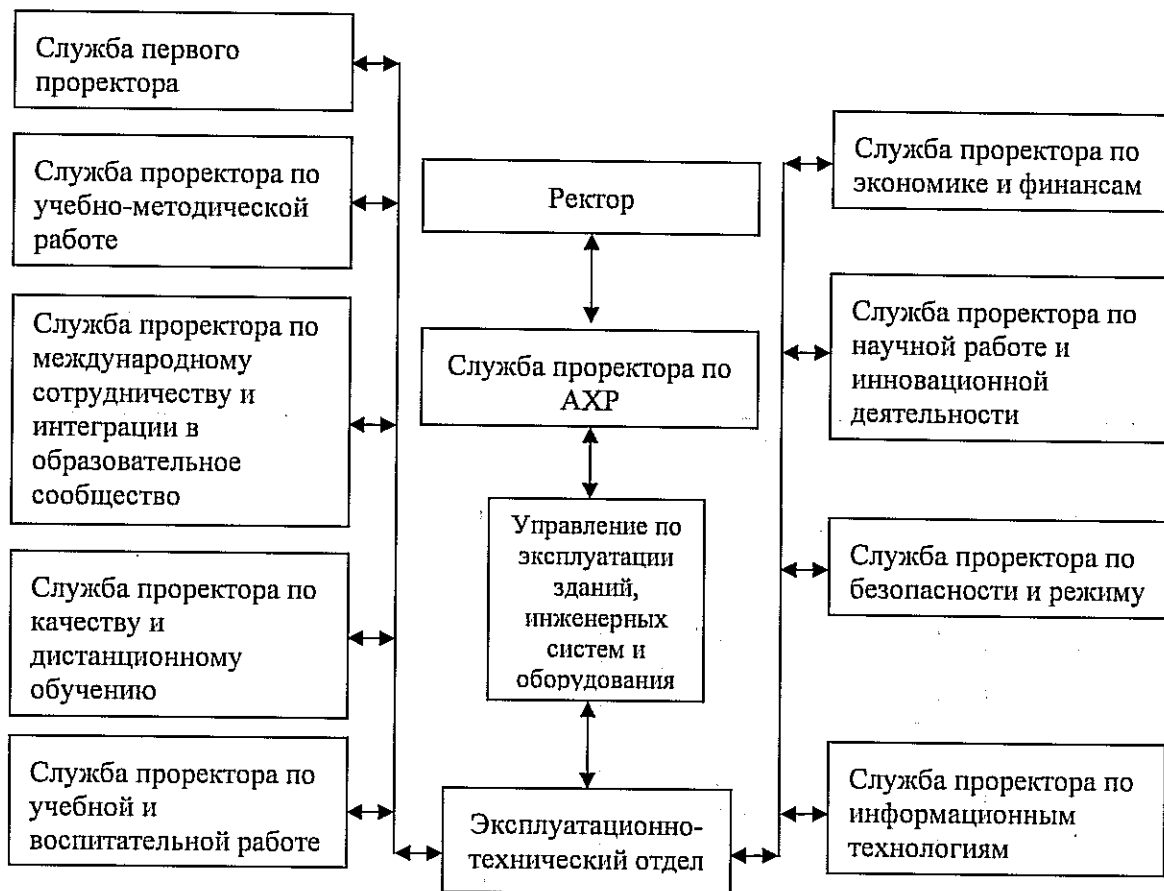 Служба первого
проректора
Служба проректора по
учебно-методической
работе
Служба проректора по
международному
сотрудничеству и
интеграции в
образовательное
сообщество
Служба проректора по
качеству и
дистанционному
обучению
Служба проректора по
учебной и
воспитательной работе
Ректор
Служба проректора по
АХР
Управление по
эксплуатации
зданий,
инженерных
систем и
оборудования
Эксплуатационно-
технический отдел
Служба проректора по
экономике и финансам
Служба проректора по
научной работе и
инновационной
деятельности
Служба проректора по
безопасности и режиму
Служба проректора по
информационным
технологиям